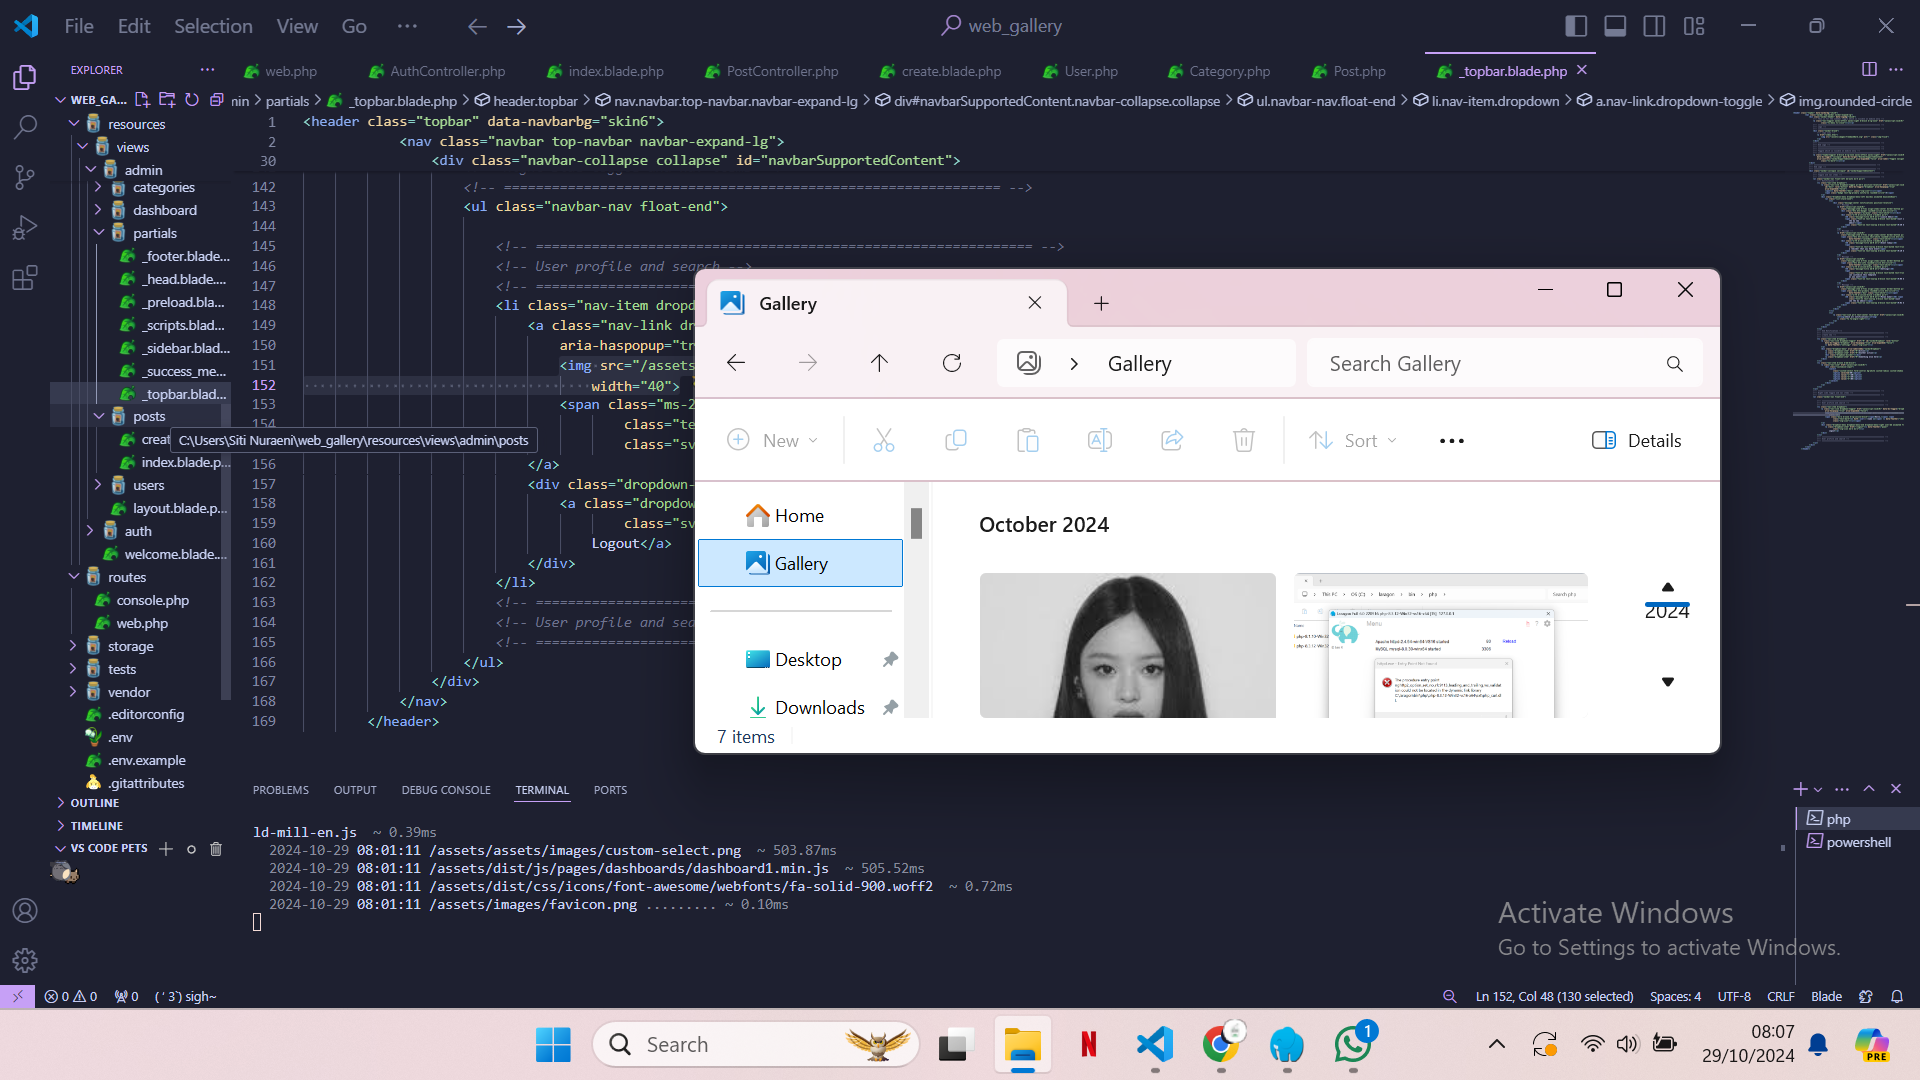 File Edit Selection View Go ··· web_gallery
EXPLORER ···
web.php AuthController.php index.blade.php PostController.php create.blade.php User.php Category.php Post.php _topbar.blade.php
WEB_GA...
partials > _topbar.blade.php > header.topbar > nav.navbar.top-navbar.navbar-expand-lg > div#navbarSupportedContent.navbar-collapse.collapse > ul.navbar-nav.float-end > li.nav-item.dropdown > a.nav-link.dropdown-toggle > img.rounded-circle
resources
views
admin
categories
dashboard
partials
_footer.blade...
_head.blade....
_preload.bla...
_scripts.blad...
_sidebar.blad...
_success_me...
_topbar.blad...
posts
creat
C:\Users\Siti Nuraeni\web_gallery\resources\views\admin\posts
index.blade.p...
users
layout.blade.p...
auth
welcome.blade....
routes
console.php
web.php
storage
tests
vendor
.editorconfig
.env
.env.example
.gitattributes
OUTLINE
TIMELINE
VS CODE PETS
1 <header class="topbar" data-navbarbg="skin6">
2 <nav class="navbar top-navbar navbar-expand-lg">
30 <div class="navbar-collapse collapse" id="navbarSupportedContent">
142 <!-- ============================================================== -->
143 <ul class="navbar-nav float-end">
144
145 <!-- ============================================================== -->
146 <!-- User profile and search -->
147 <!-- ====================
148 <li class="nav-item dropd
149 <a class="nav-link dr
150 aria-haspopup="tr
151 <img src="/assets
152 width="40">
153 <span class="ms-2
154 class="te
class="sv
156 </a>
157 <div class="dropdown-
158 <a class="dropdow
159 class="sv
160 Logout</a>
161 </div>
162 </li>
163 <!-- ====================
164 <!-- User profile and sea
165 <!-- ====================
166 </ul>
167 </div>
168 </nav>
169 </header>
Gallery
Gallery
Search Gallery
New
Sort
Details
Home
Gallery
Desktop
Downloads
October 2024
2024
7 items
PROBLEMS OUTPUT DEBUG CONSOLE TERMINAL PORTS
ld-mill-en.js ~ 0.39ms
2024-10-29 08:01:11 /assets/assets/images/custom-select.png ~ 503.87ms
2024-10-29 08:01:11 /assets/dist/js/pages/dashboards/dashboard1.min.js ~ 505.52ms
2024-10-29 08:01:11 /assets/dist/css/icons/font-awesome/webfonts/fa-solid-900.woff2 ~ 0.72ms
2024-10-29 08:01:11 /assets/images/favicon.png ......... ~ 0.10ms
php
powershell
Activate Windows
Go to Settings to activate Windows.
0 0 0 ( ' 3`) sigh~
Ln 152, Col 48 (130 selected) Spaces: 4 UTF-8 CRLF Blade
Search
1
08:07
29/10/2024
PRE